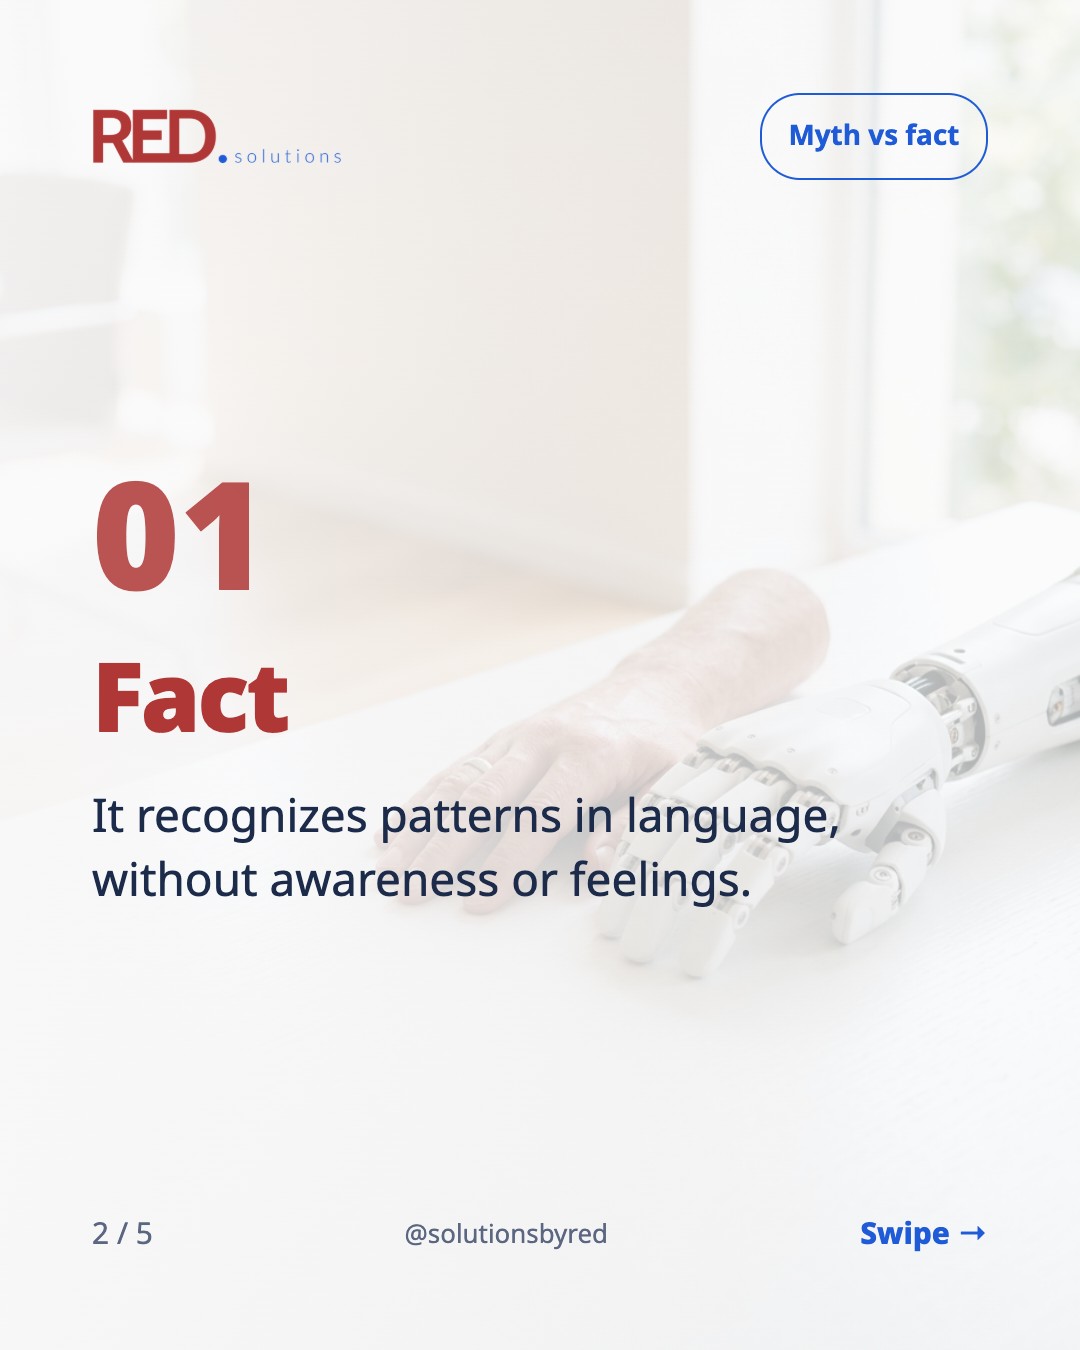 RED.solutions
Myth vs fact
01
Fact
It recognizes patterns in language,
without awareness or feelings.
2 / 5
@solutionsbyred
Swipe →